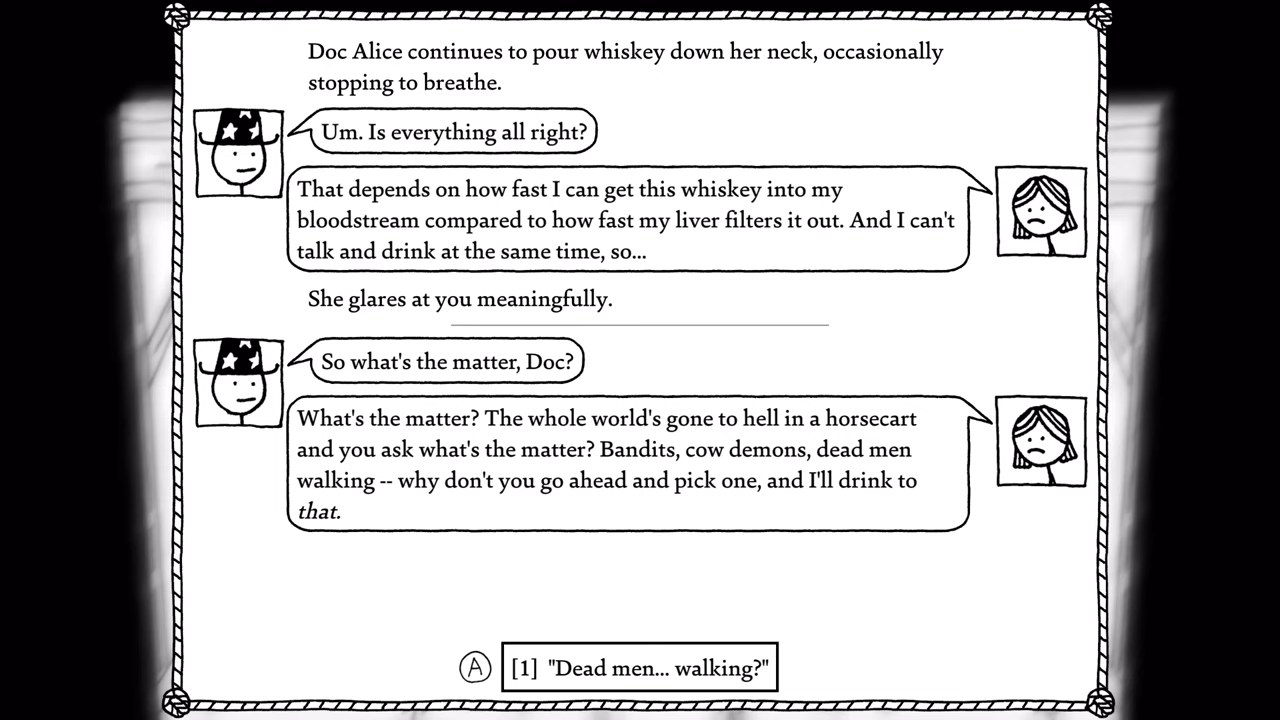 Doc Alice continues to pour whiskey down her neck, occasionally
stopping to breathe.
Um. Is everything all right?
That depends on how fast I can get this whiskey into my
bloodstream compared to how fast my liver filters it out. And I can't
talk and drink at the same time, so...
She glares at you meaningfully.
So what's the matter, Doc?
What's the matter? The whole world's gone to hell in a horsecart
and you ask what's the matter? Bandits, cow demons, dead men
walking -- why don't you go ahead and pick one, and I'll drink to
that.
A [1] "Dead men... walking?"